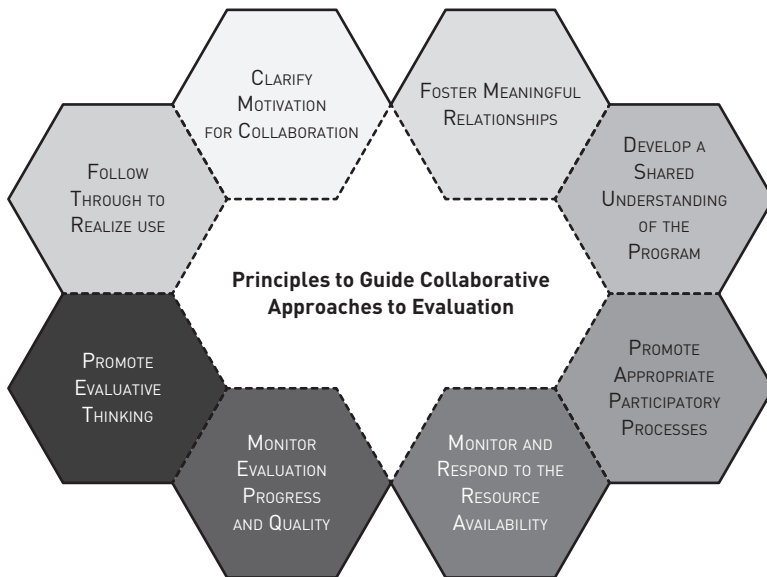 CLARIFY
MOTIVATION
FOR COLLABORATION
FOSTER MEANINGFUL
RELATIONSHIPS
DEVELOP A
SHARED
UNDERSTANDING
OF THE
PROGRAM
PROMOTE
APPROPRIATE
PARTICIPATORY
PROCESSES
MONITOR AND
RESPOND TO THE
RESOURCE
AVAILABILITY
MONITOR
EVALUATION
PROGRESS
AND QUALITY
PROMOTE
EVALUATIVE
THINKING
FOLLOW
THROUGH TO
REALIZE USE
Principles to Guide Collaborative
Approaches to Evaluation